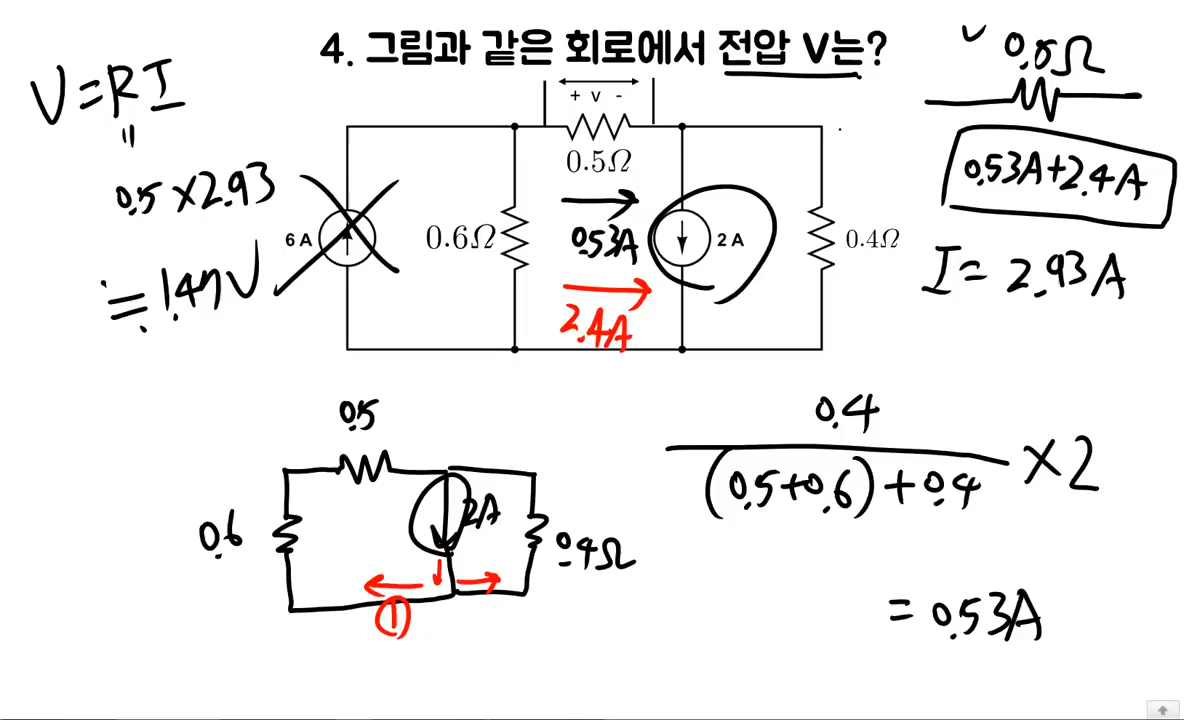 4. 그림과 같은 회로에서 전압 V는?
V=RI
"
0.5×2.93
≒1.47V
+ v -
0.5Ω
6 A
0.6Ω
0.53A
2 A
0.4Ω
2.4A
0.5Ω
0.53A+2.4A
I=2.93A
0.5
0.6
2A
0.4Ω
①
0.4
(0.5+0.6)+0.4
×2
=0.53A